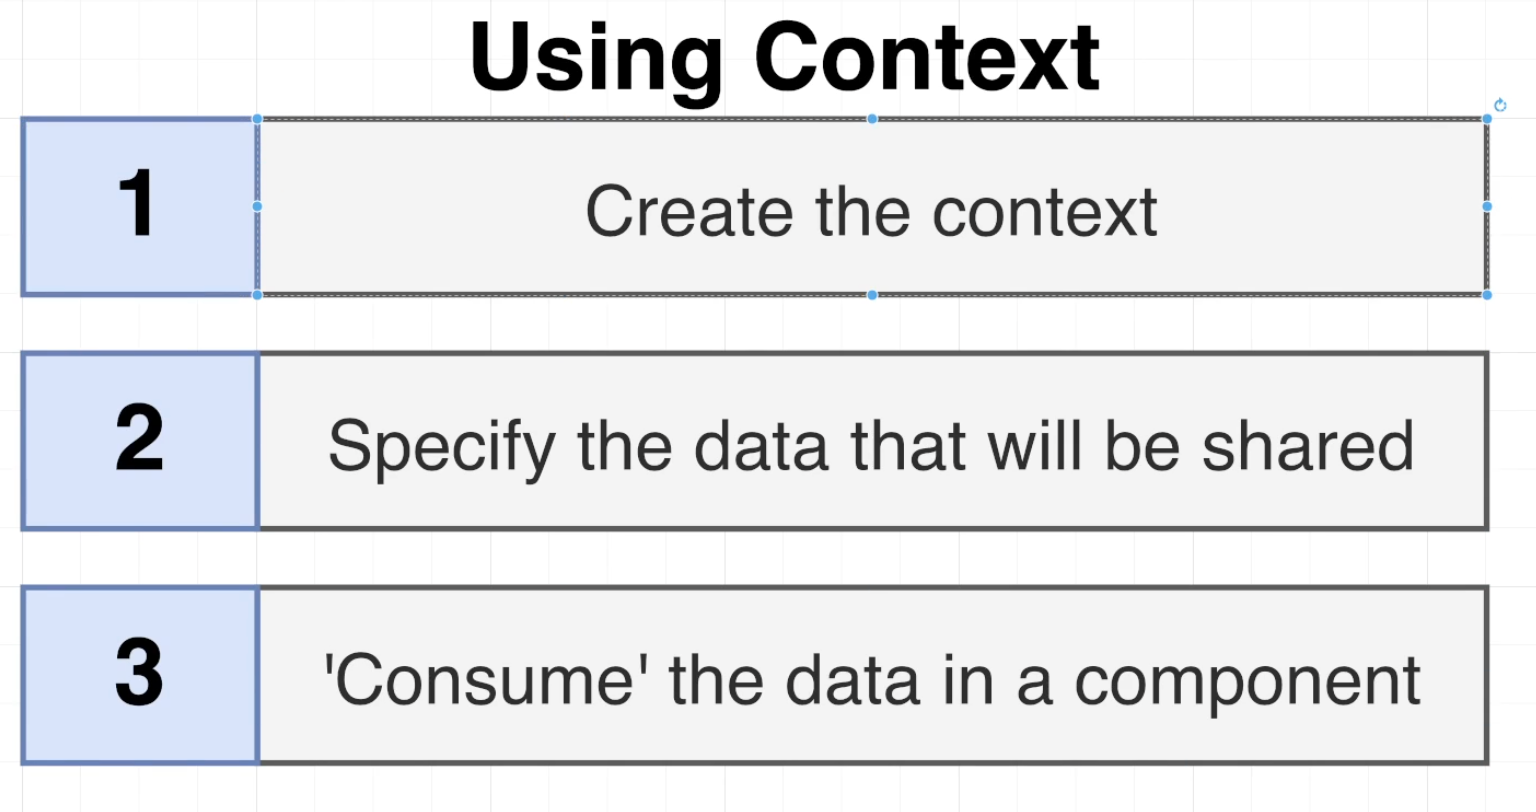 Using Context
1
Create the context
2
Specify the data that will be shared
3
'Consume' the data in a component